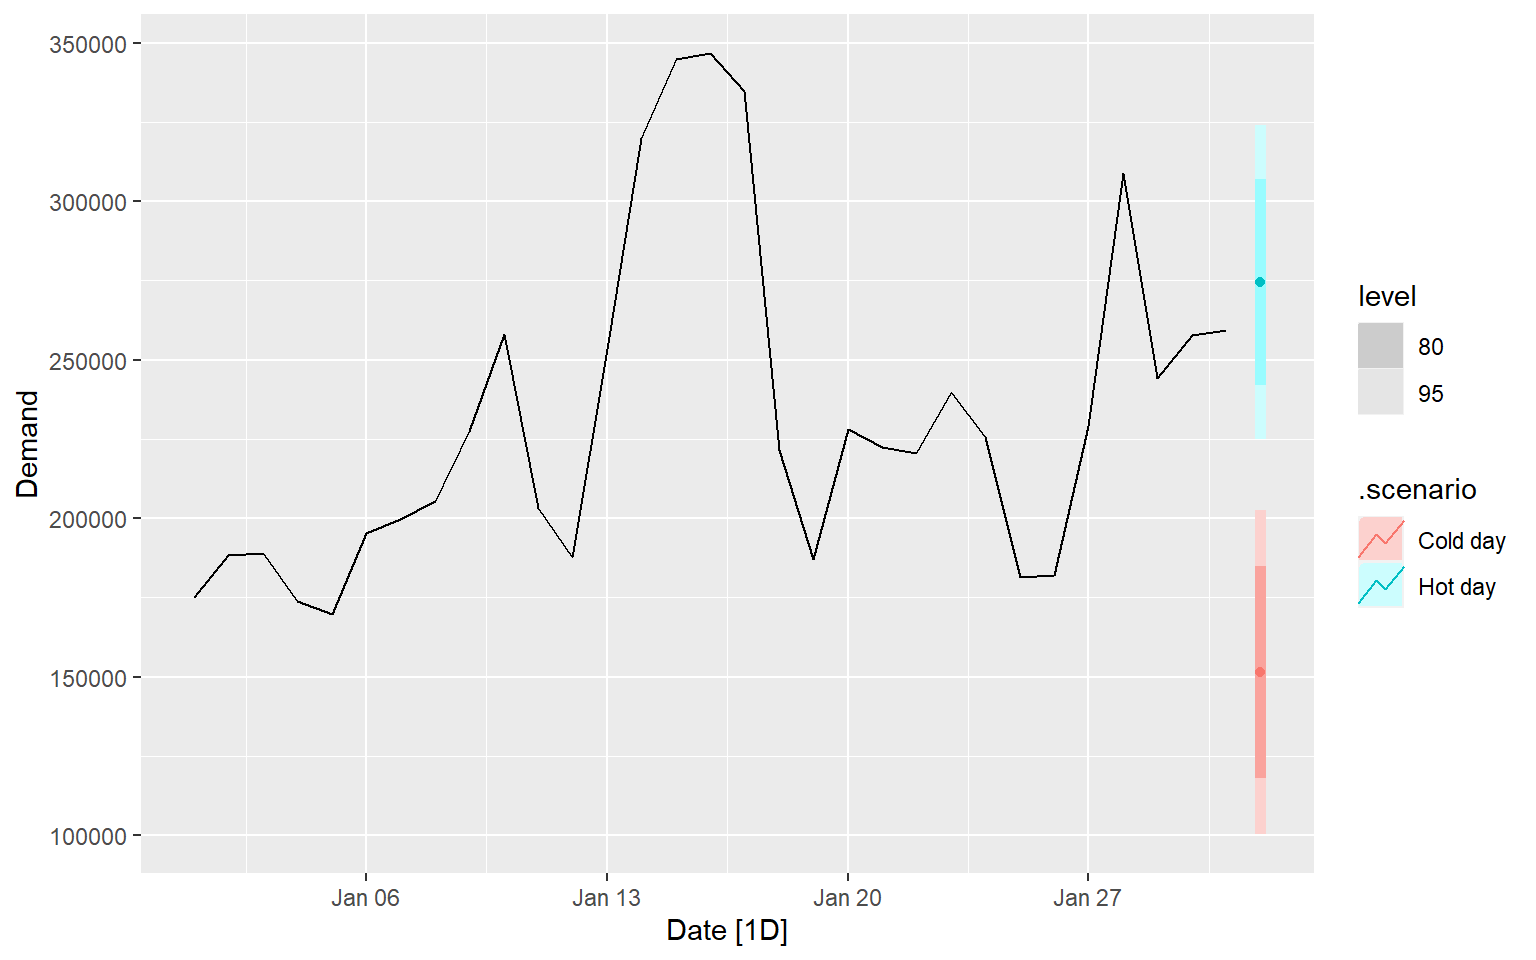 350000
300000
250000
200000
150000
100000
Demand
Jan 06
Jan 13
Jan 20
Jan 27
Date [1D]
level
80
95
.scenario
Cold day
Hot day